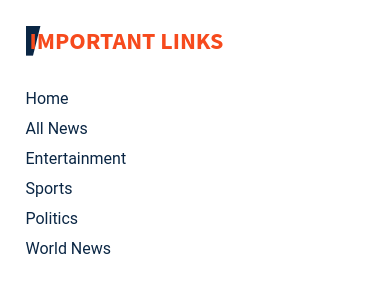 IMPORTANT LINKS
Home
All News
Entertainment
Sports
Politics
World News